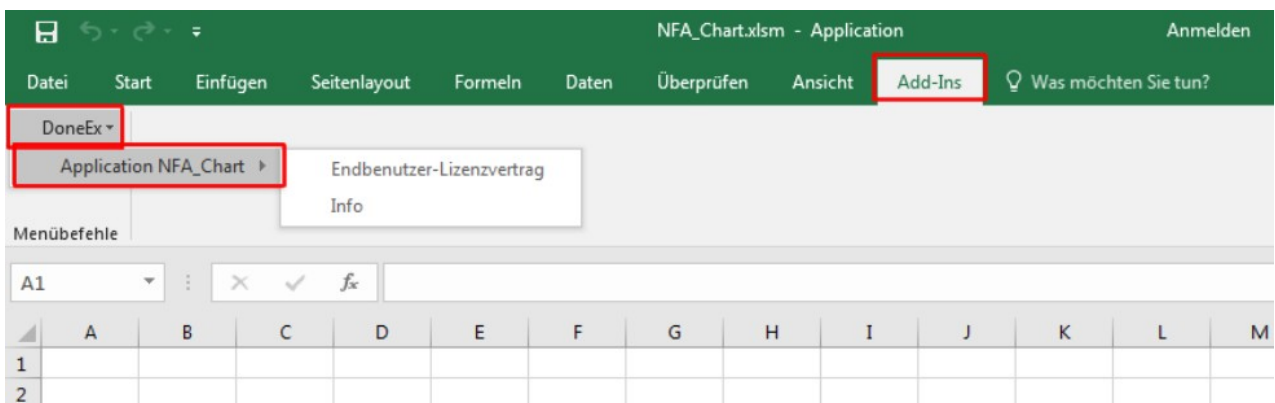 NFA_Chart.xlsm - Application Anmelden
Datei Start Einfügen Seitenlayout Formeln Daten Überprüfen Ansicht Add-Ins Was möchten Sie tun?
DoneEx
Application NFA_Chart Endbenutzer-Lizenzvertrag
Info
Menübefehle
A1 fx
A B C D E F G H I J K L M
1
2